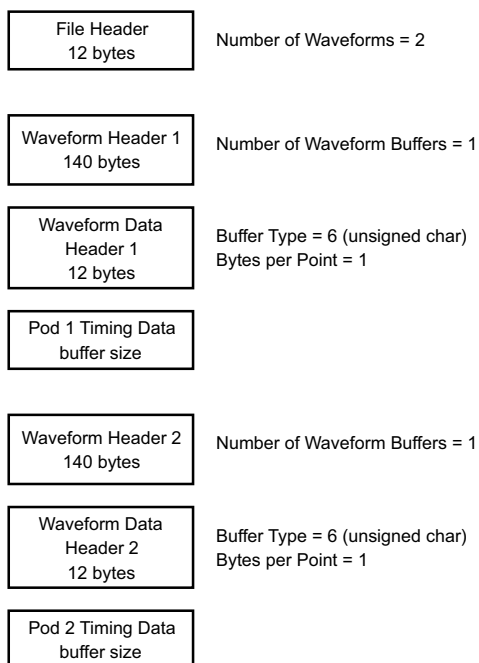 File Header
12 bytes
Number of Waveforms = 2
Waveform Header 1
140 bytes
Number of Waveform Buffers = 1
Waveform Data
Header 1
12 bytes
Buffer Type = 6 (unsigned char)
Bytes per Point = 1
Pod 1 Timing Data
buffer size
Waveform Header 2
140 bytes
Number of Waveform Buffers = 1
Waveform Data
Header 2
12 bytes
Buffer Type = 6 (unsigned char)
Bytes per Point = 1
Pod 2 Timing Data
buffer size